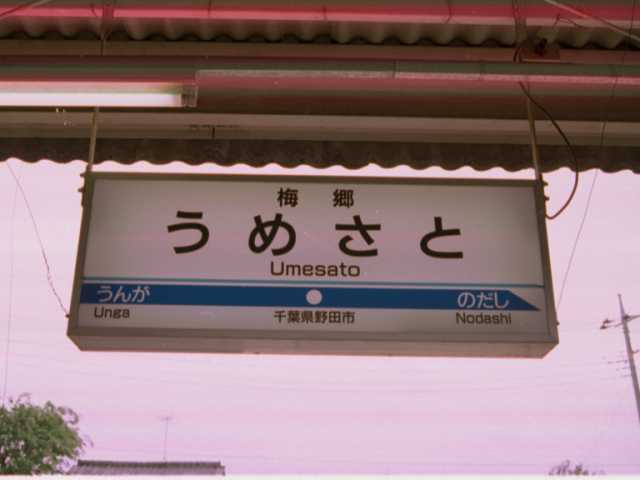 梅郷
うめさと
Umesato
うんが のだし
Unga 千葉県野田市 Nodashi